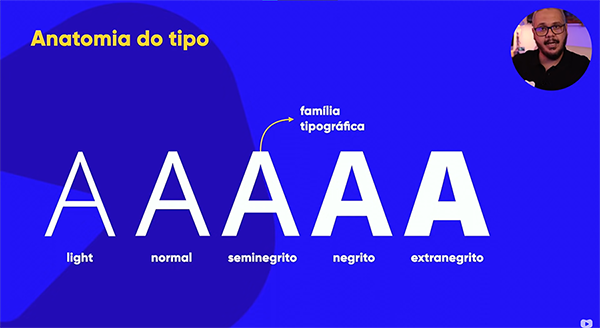 Anatomia do tipo
família
tipográfica
A A A A A
light normal seminegrito negrito extranegrito